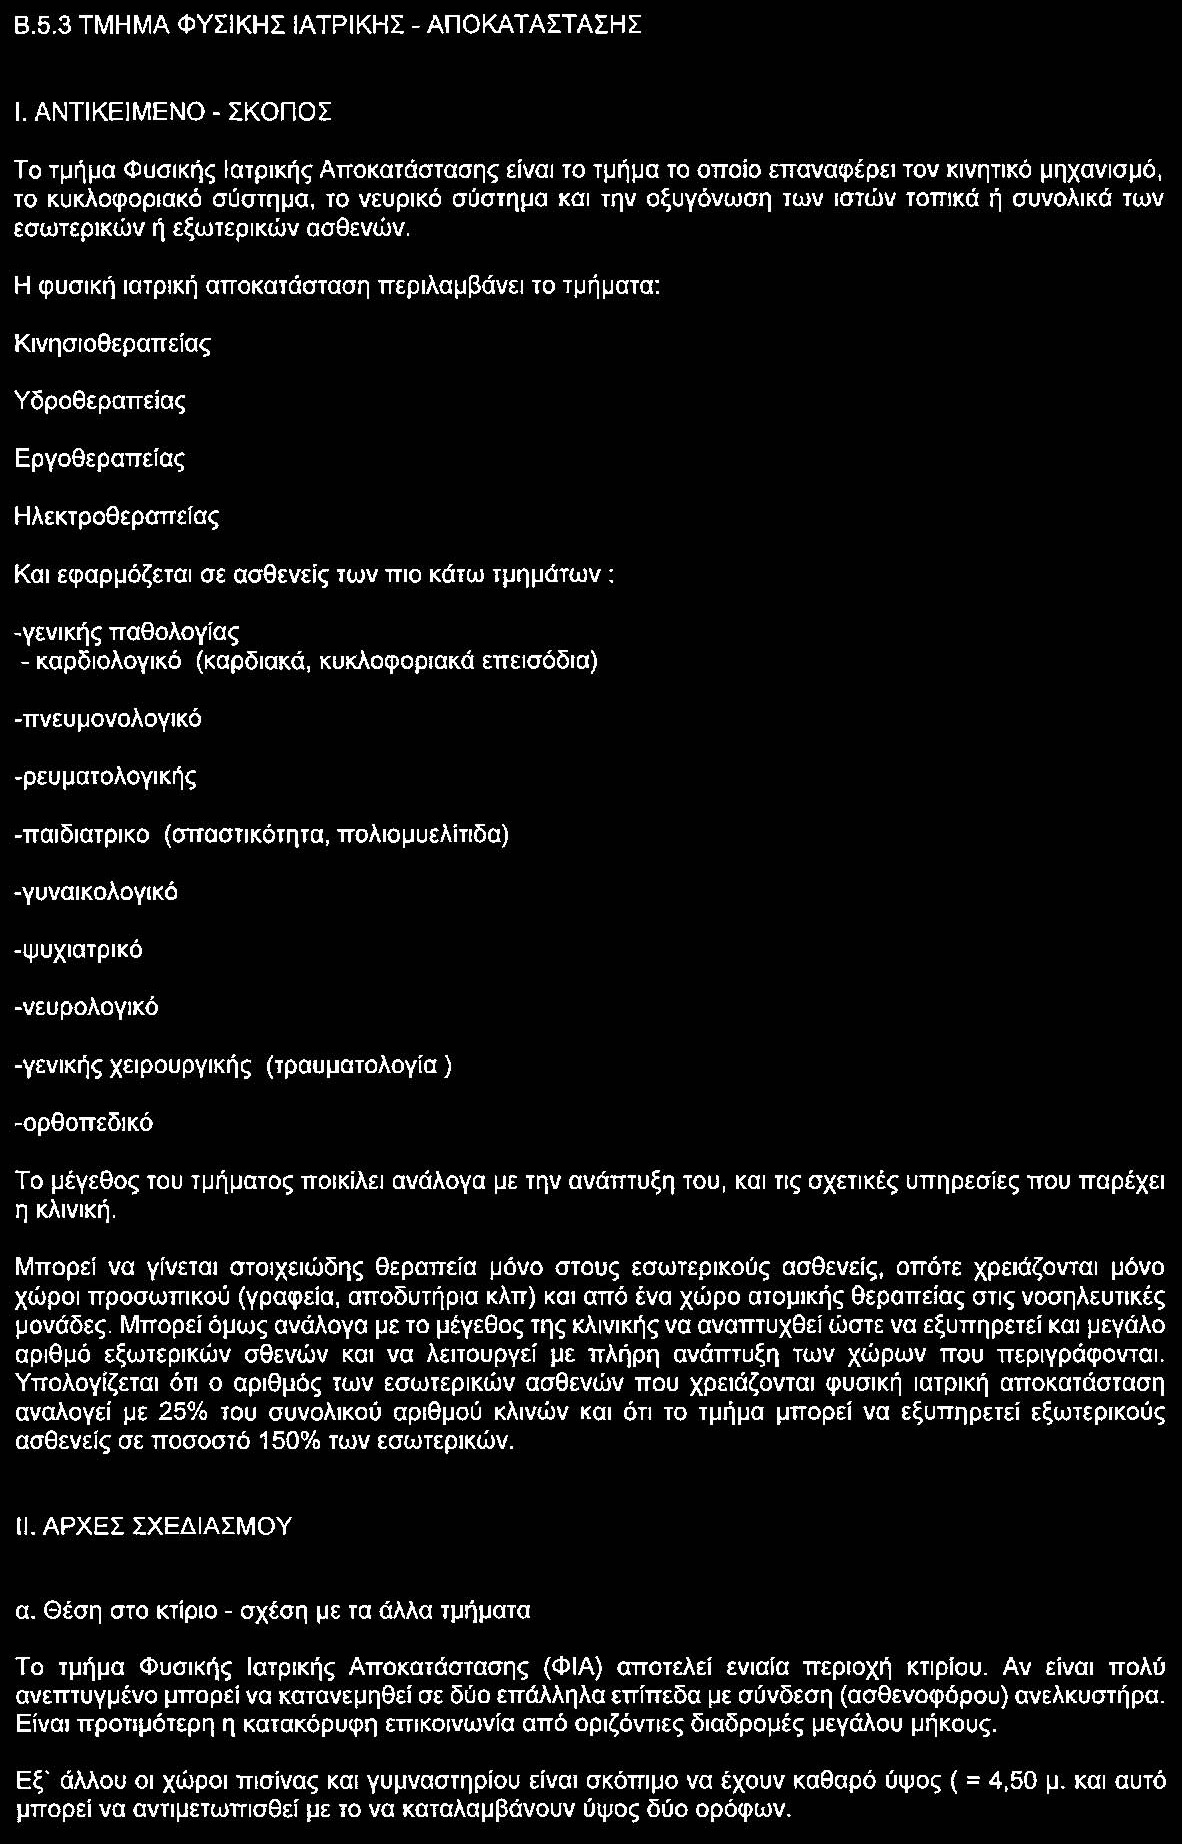 Β.5.3 ΤΜΗΜΑ ΦΥΣΙΚΗΣ ΙΑΤΡΙΚΗΣ - ΑΠΟΚΑΤΑΣΤΑΣΗΣ
Ι. ΑΝΤΙΚΕΙΜΕΝΟ - ΣΚΟΠΟΣ
Το τμήμα Φυσικής Ιατρικής Αποκατάστασης είναι το τμήμα το οποίο επαναφέρει τον κινητικό μηχανισμό,
το κυκλοφοριακό σύστημα, το νευρικό σύστημα και την οξυγόνωση των ιστών τοπικά ή συνολικά των
εσωτερικών ή εξωτερικών ασθενών.
Η φυσική ιατρική αποκατάσταση περιλαμβάνει το τμήματα:
Κινησιοθεραπείας
Υδροθεραπείας
Εργοθεραπείας
Ηλεκτροθεραπείας
Και εφαρμόζεται σε ασθενείς των πιο κάτω τμημάτων :
-γενικής παθολογίας
- καρδιολογικό (καρδιακά, κυκλοφοριακά επεισόδια)
-πνευμονολογικό
-ρευματολογικής
-παιδιατρικο (σπαστικότητα, πολιομυελίτιδα)
-γυναικολογικό
-ψυχιατρικό
-νευρολογικό
-γενικής χειρουργικής (τραυματολογία )
-ορθοπεδικό
Το μέγεθος του τμήματος ποικίλει ανάλογα με την ανάπτυξη του, και τις σχετικές υπηρεσίες που παρέχει
η κλινική.
Μπορεί να γίνεται στοιχειώδης θεραπεία μόνο στους εσωτερικούς ασθενείς, οπότε χρειάζονται μόνο
χώροι προσωπικού (γραφεία, αποδυτήρια κλπ) και από ένα χώρο ατομικής θεραπείας στις νοσηλευτικές
μονάδες. Μπορεί όμως ανάλογα με το μέγεθος της κλινικής να αναπτυχθεί ώστε να εξυπηρετεί και μεγάλο
αριθμό εξωτερικών σθενών και να λειτουργεί με πλήρη ανάπτυξη των χώρων που περιγράφονται.
Υπολογίζεται ότι ο αριθμός των εσωτερικών ασθενών που χρειάζονται φυσική ιατρική αποκατάσταση
αναλογεί με 25% του συνολικού αριθμού κλινών και ότι το τμήμα μπορεί να εξυπηρετεί εξωτερικούς
ασθενείς σε ποσοστό 150% των εσωτερικών.
ΙΙ. ΑΡΧΕΣ ΣΧΕΔΙΑΣΜΟΥ
α. Θέση στο κτίριο - σχέση με τα άλλα τμήματα
Το τμήμα Φυσικής Ιατρικής Αποκατάστασης (ΦΙΑ) αποτελεί ενιαία περιοχή κτιρίου. Αν είναι πολύ
ανεπτυγμένο μπορεί να κατανεμηθεί σε δύο επάλληλα επίπεδα με σύνδεση (ασθενοφόρου) ανελκυστήρα.
Είναι προτιμότερη η κατακόρυφη επικοινωνία από οριζόντιες διαδρομές μεγάλου μήκους.
Εξ' άλλου οι χώροι πισίνας και γυμναστηρίου είναι σκόπιμο να έχουν καθαρό ύψος ( = 4,50 μ. και αυτό
μπορεί να αντιμετωπισθεί με το να καταλαμβάνουν ύψος δύο ορόφων.